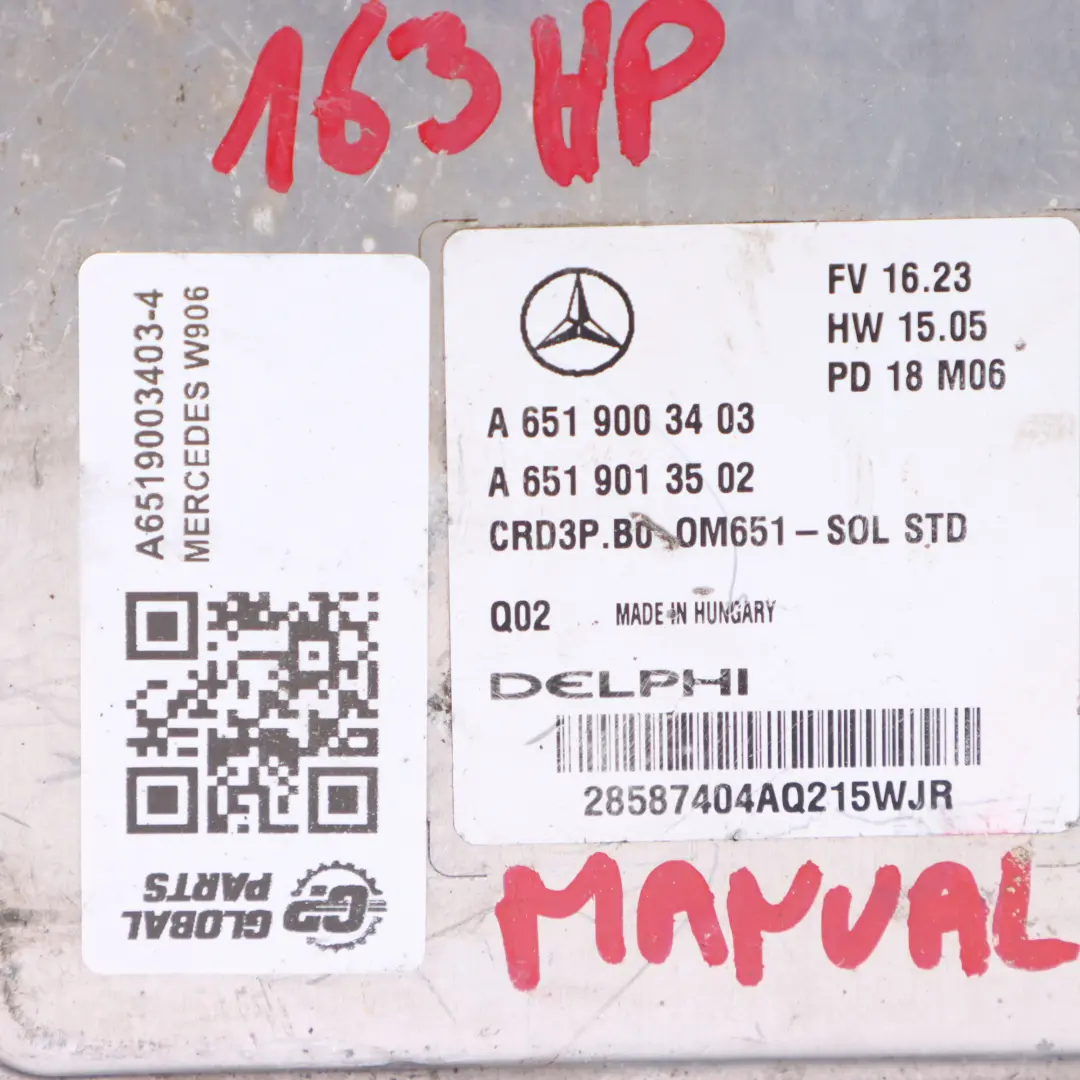 163HP
A6519003403-4
MERCEDES W906
GLOBAL
PARTS
FV 16.23
HW 15.05
PD 18 M06
A 651 900 34 03
A 651 901 35 02
CRD3P.B0 OM651 – SOL STD
Q02 MADE IN HUNGARY
DELPHI
28587404AQ215WJR
MANUAL